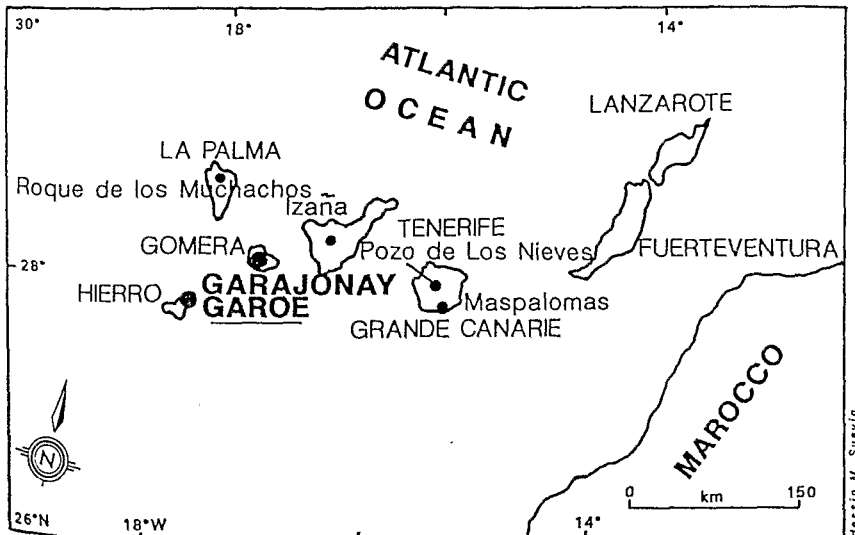 30°
18°
14°
ATLANTIC
OCEAN
LANZAROTE
LA PALMA
Roque de los Muchachos
Izaña
TENERIFE
GOMERA
Pozo de Los Nieves
FUERTEVENTURA
28°
GARAJONAY
HIERRO
GAROE
Maspalomas
GRANDE CANARIE
MAROCCO
N
0 km 150
26°N
18°W
14°